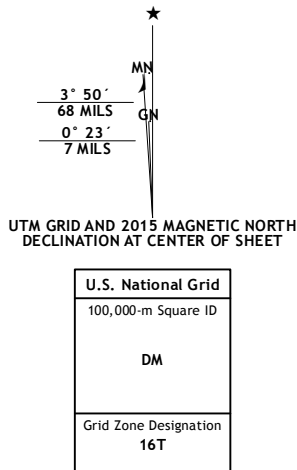 MN
3° 50´
68 MILS
GN
0° 23´
7 MILS
UTM GRID AND 2015 MAGNETIC NORTH
DECLINATION AT CENTER OF SHEET
U.S. National Grid
100,000-m Square ID
DM
Grid Zone Designation
16T